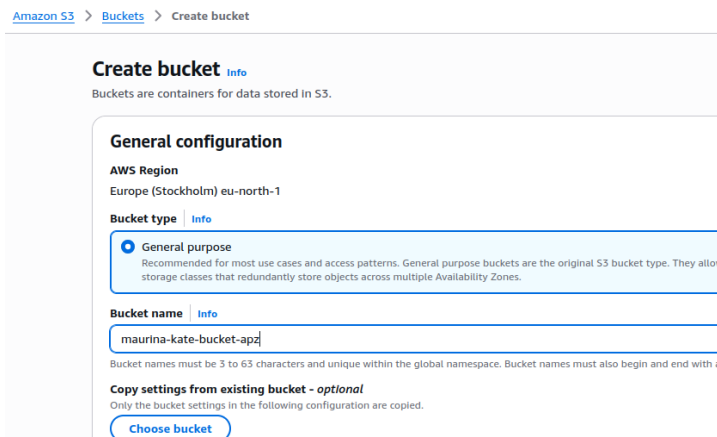 Amazon S3 > Buckets > Create bucket
Create bucket Info
Buckets are containers for data stored in S3.
General configuration
AWS Region
Europe (Stockholm) eu-north-1
Bucket type Info
General purpose
Recommended for most use cases and access patterns. General purpose buckets are the original S3 bucket type. They
storage classes that redundantly store objects across multiple Availability Zones.
Bucket name Info
maurina-kate-bucket-apz
Bucket names must be 3 to 63 characters and unique within the global namespace. Bucket names must also begin and end with
Copy settings from existing bucket - optional
Only the bucket settings in the following configuration are copied.
Choose bucket